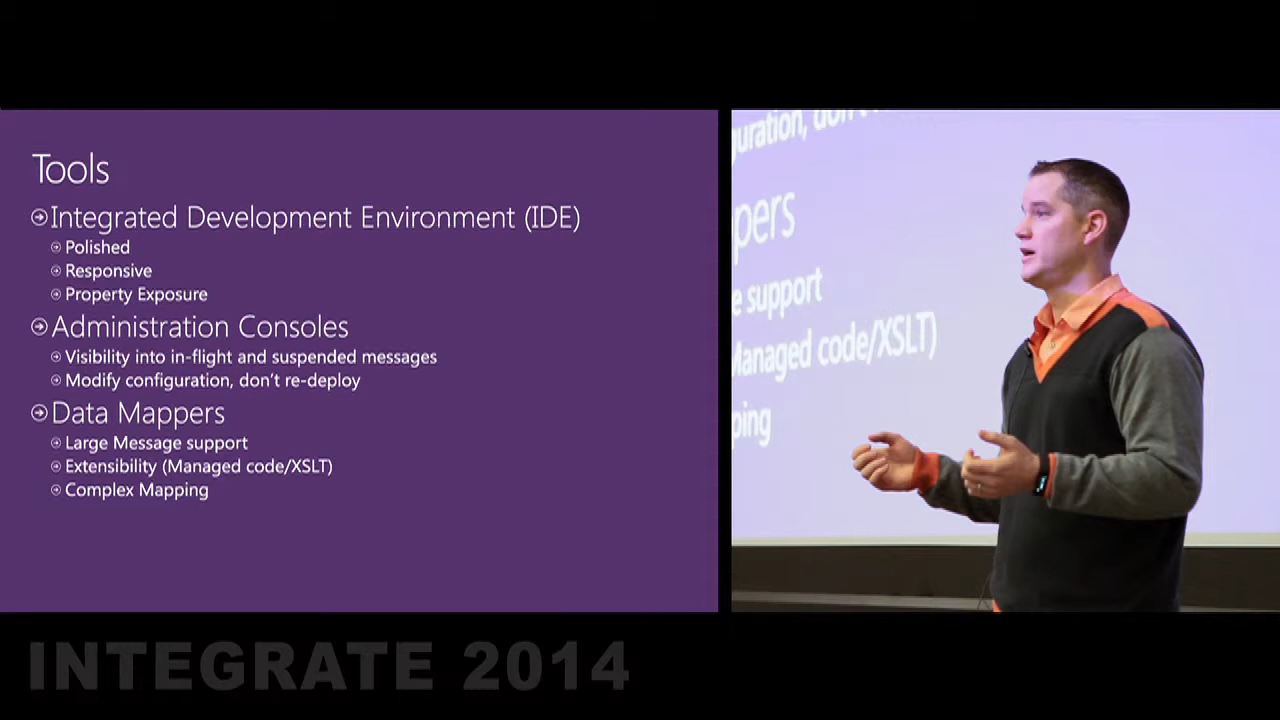 Tools
Integrated Development Environment (IDE)
Polished
Responsive
Property Exposure
Administration Consoles
Visibility into in-flight and suspended messages
Modify configuration, don't re-deploy
Data Mappers
Large Message support
Extensibility (Managed code/XSLT)
Complex Mapping
uration, don't
pers
e support
Managed code/XSLT)
ping
INTEGRATE 2014